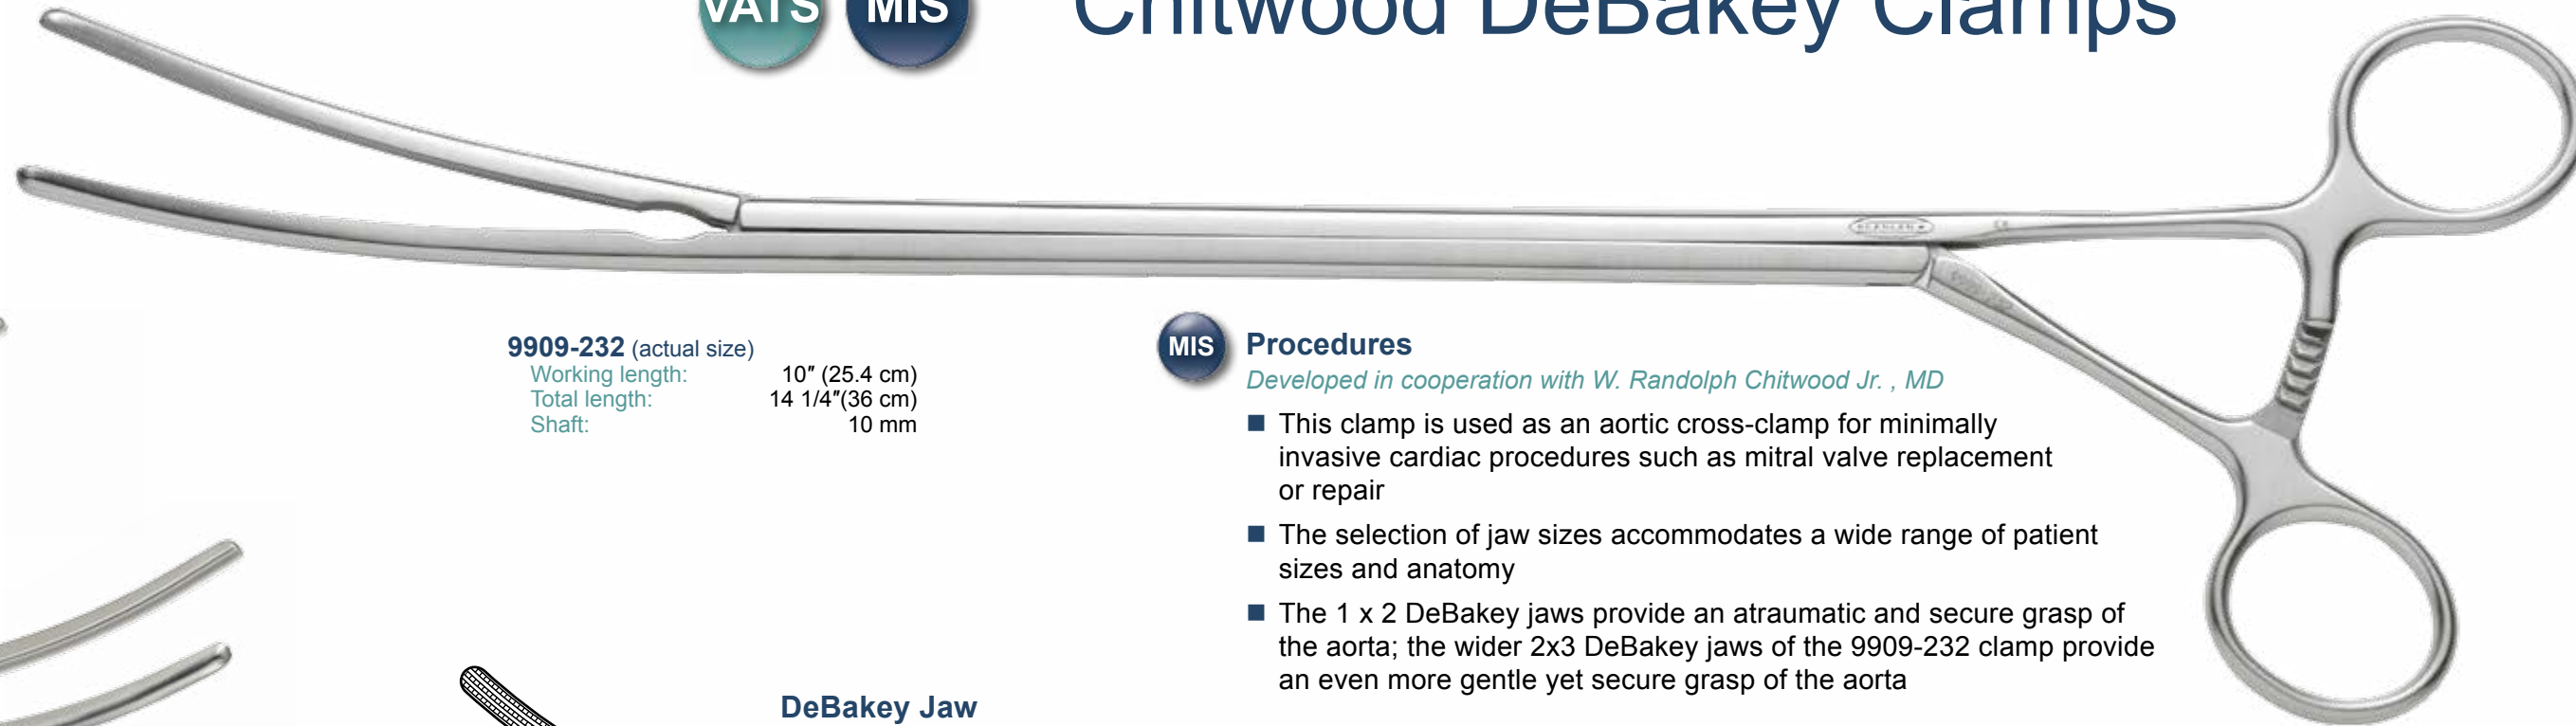 VATS
MIS
Chitwood DeBakey Clamps
9909-232 (actual size)
Working length: 10″ (25.4 cm)
Total length: 14 1/4″(36 cm)
Shaft: 10 mm
MIS
Procedures
Developed in cooperation with W. Randolph Chitwood Jr. , MD
■ This clamp is used as an aortic cross-clamp for minimally
invasive cardiac procedures such as mitral valve replacement
or repair
■ The selection of jaw sizes accommodates a wide range of patient
sizes and anatomy
■ The 1 x 2 DeBakey jaws provide an atraumatic and secure grasp of
the aorta; the wider 2x3 DeBakey jaws of the 9909-232 clamp provide
an even more gentle yet secure grasp of the aorta
DeBakey Jaw